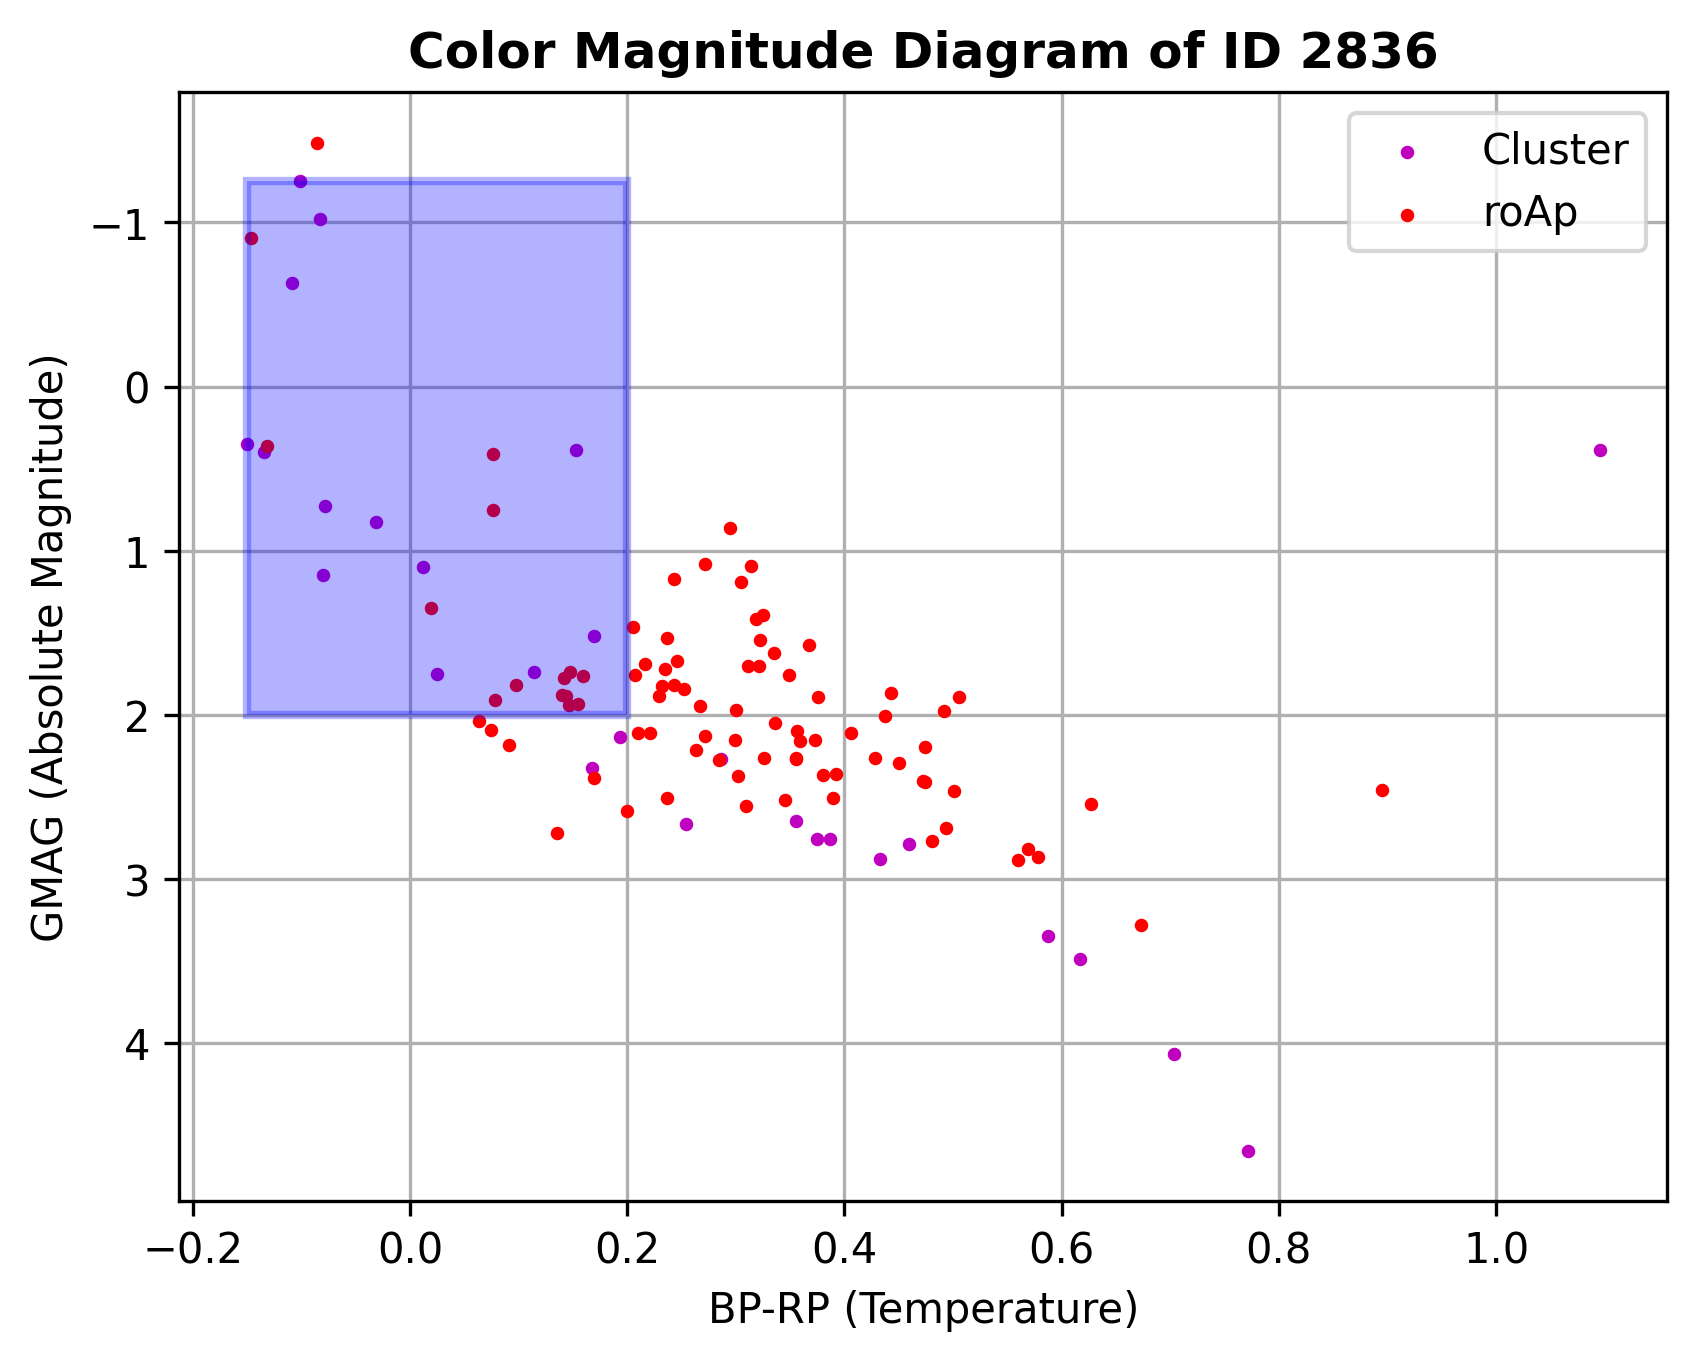 Color Magnitude Diagram of ID 2836
Cluster
roAp
−1
0
1
2
3
4
GMAG (Absolute Magnitude)
−0.2 0.0 0.2 0.4 0.6 0.8 1.0
BP-RP (Temperature)